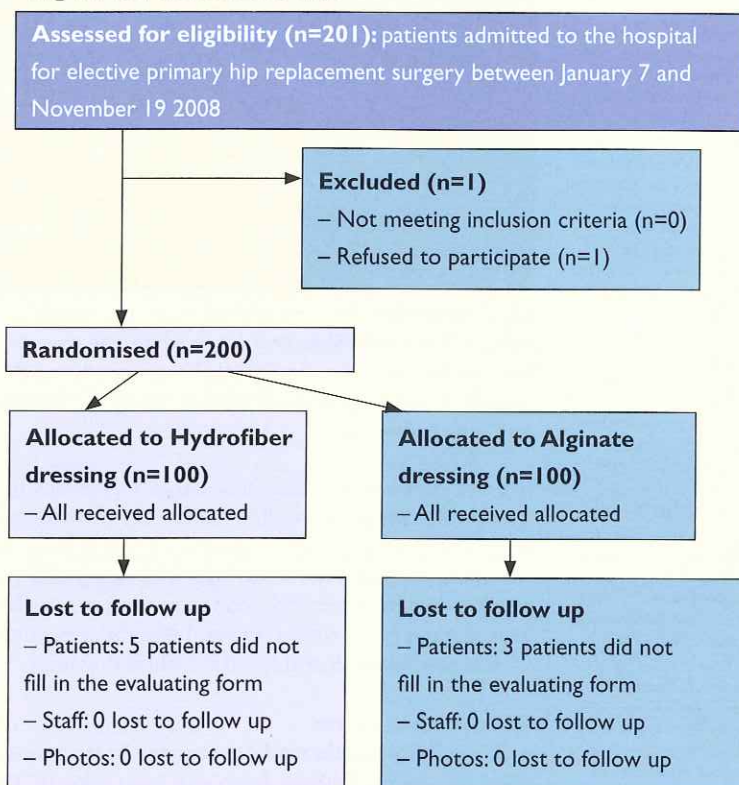 Assessed for eligibility (n=201): patients admitted to the hospital
for elective primary hip replacement surgery between January 7 and
November 19 2008
Excluded (n=1)
– Not meeting inclusion criteria (n=0)
– Refused to participate (n=1)
Randomised (n=200)
Allocated to Hydrofiber
dressing (n=100)
– All received allocated
Allocated to Alginate
dressing (n=100)
– All received allocated
Lost to follow up
– Patients: 5 patients did not
fill in the evaluating form
– Staff: 0 lost to follow up
– Photos: 0 lost to follow up
Lost to follow up
– Patients: 3 patients did not
fill in the evaluating form
– Staff: 0 lost to follow up
– Photos: 0 lost to follow up